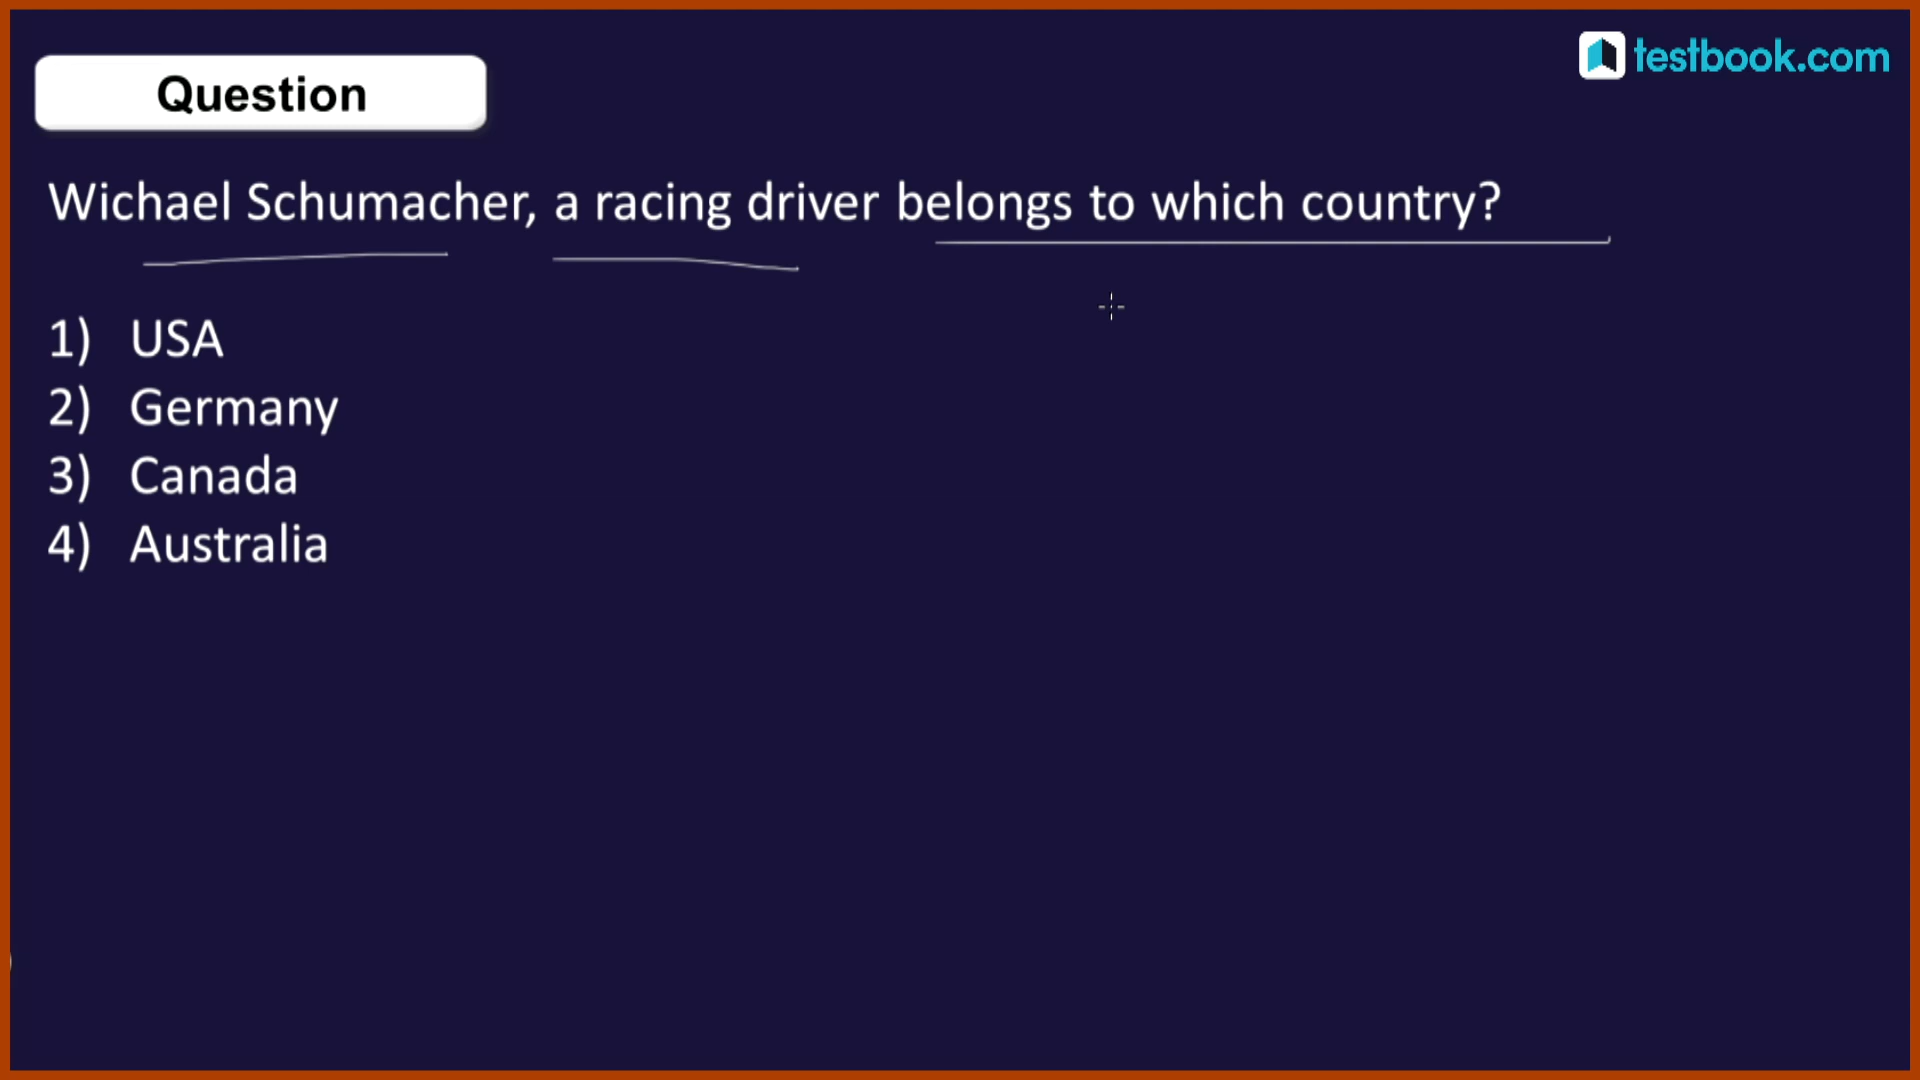 testbook.com
Question
Wichael Schumacher, a racing driver belongs to which country?
1) USA
2) Germany
3) Canada
4) Australia